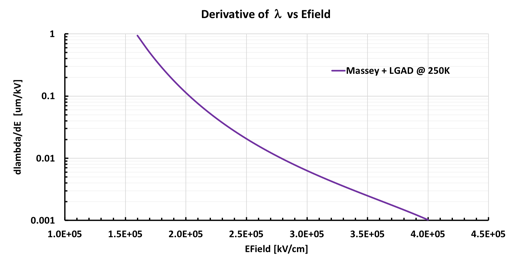 Derivative of λ vs Efield
1
0.1
0.01
0.001
dlambda/dE [um/kV]
Massey + LGAD @ 250K
1.0E+05 1.5E+05 2.0E+05 2.5E+05 3.0E+05 3.5E+05 4.0E+05 4.5E+05
EField [kV/cm]